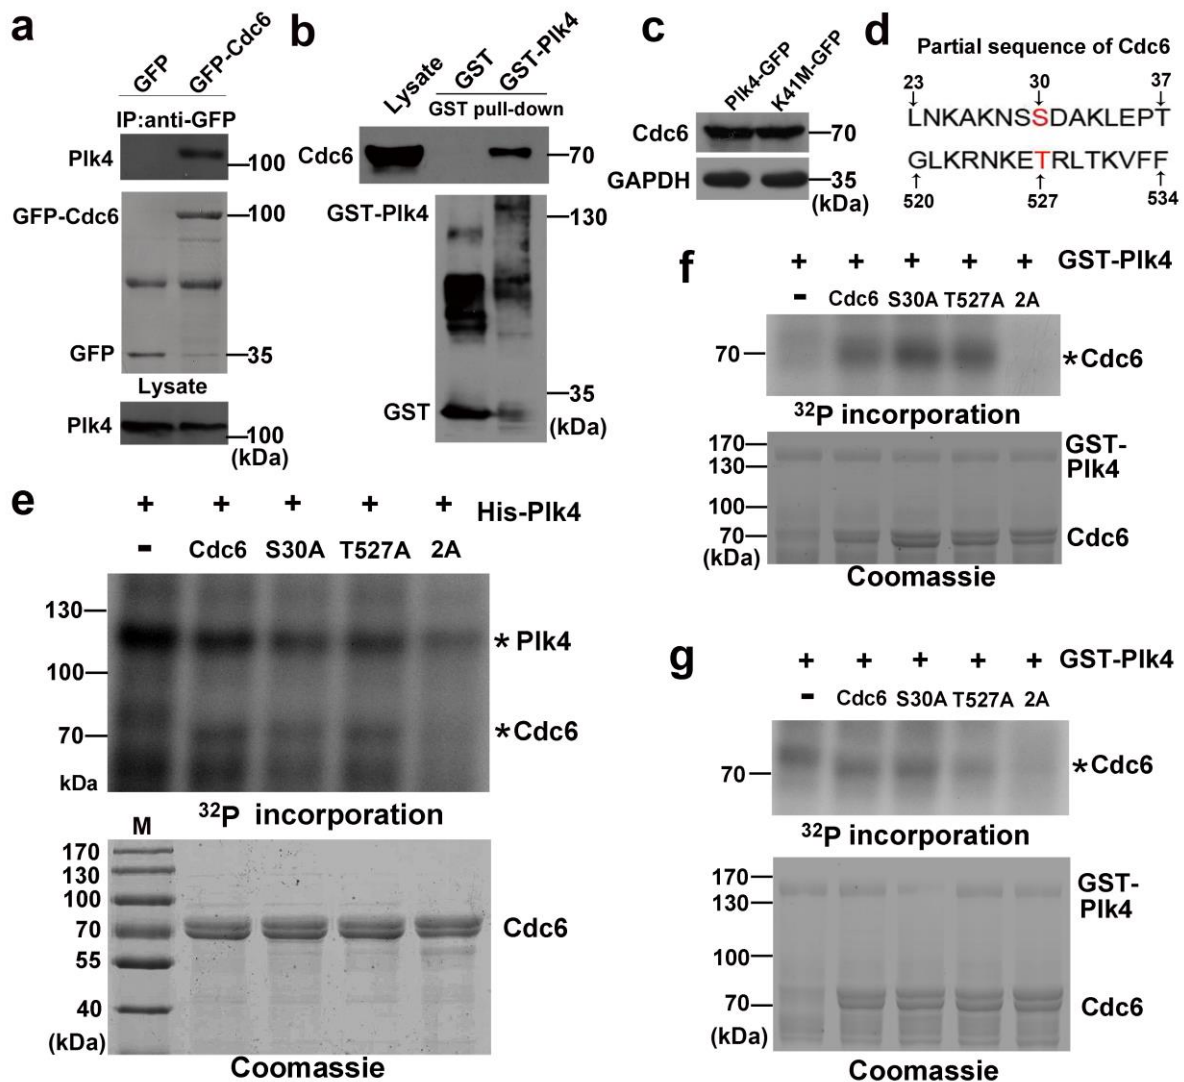 a
GFP
GFP-Cdc6
IP:anti-GFP
Plk4
100
GFP-Cdc6
100
GFP
35
Lysate
Plk4
100
(kDa)
b
Lysate
GST
GST-Plk4
GST pull-down
Cdc6
70
GST-Plk4
130
35
GST
(kDa)
c
Plk4-GFP
K41M-GFP
Cdc6
70
GAPDH
35
(kDa)
d
Partial sequence of Cdc6
23 30 37
LNKAKNSSDAKLEPT
GLKRNKETRLTKVFF
520 527 534
e
+ + + + + His-Plk4
- Cdc6 S30A T527A 2A
130
*Plk4
100
70
*Cdc6
kDa
32P incorporation
M
170
130
100
70
Cdc6
55
40
(kDa)
Coomassie
f
+ + + + + GST-Plk4
- Cdc6 S30A T527A 2A
70
*Cdc6
32P incorporation
170
GST-
Plk4
130
100
70
Cdc6
(kDa)
Coomassie
g
+ + + + + GST-Plk4
- Cdc6 S30A T527A 2A
70
*Cdc6
32P incorporation
170
GST-
Plk4
130
100
70
Cdc6
(kDa)
Coomassie